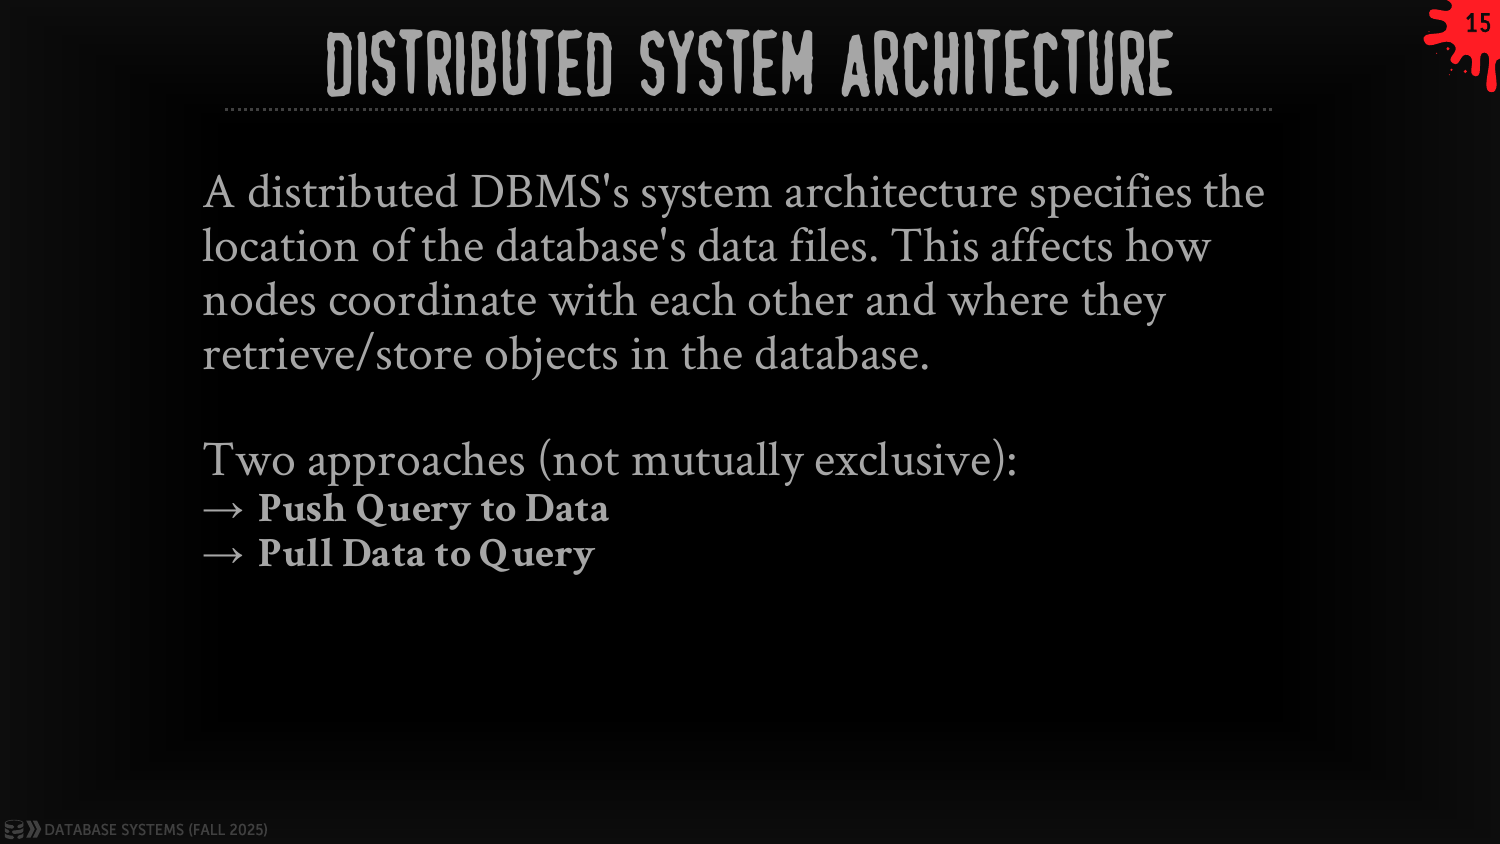 15
DISTRIBUTED SYSTEM ARCHITECTURE
A distributed DBMS's system architecture specifies the
location of the database's data files. This affects how
nodes coordinate with each other and where they
retrieve/store objects in the database.
Two approaches (not mutually exclusive):
→ Push Query to Data
→ Pull Data to Query
DATABASE SYSTEMS (FALL 2025)